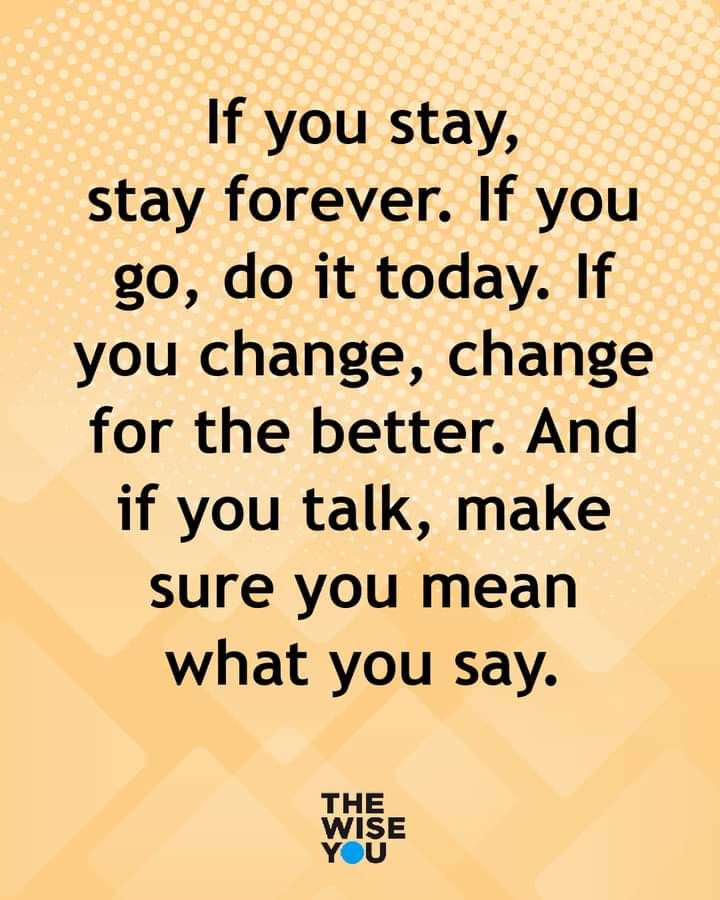 If you stay,
stay forever. If you
go, do it today. If
you change, change
for the better. And
if you talk, make
sure you mean
what you say.
THE
WISE
YOU